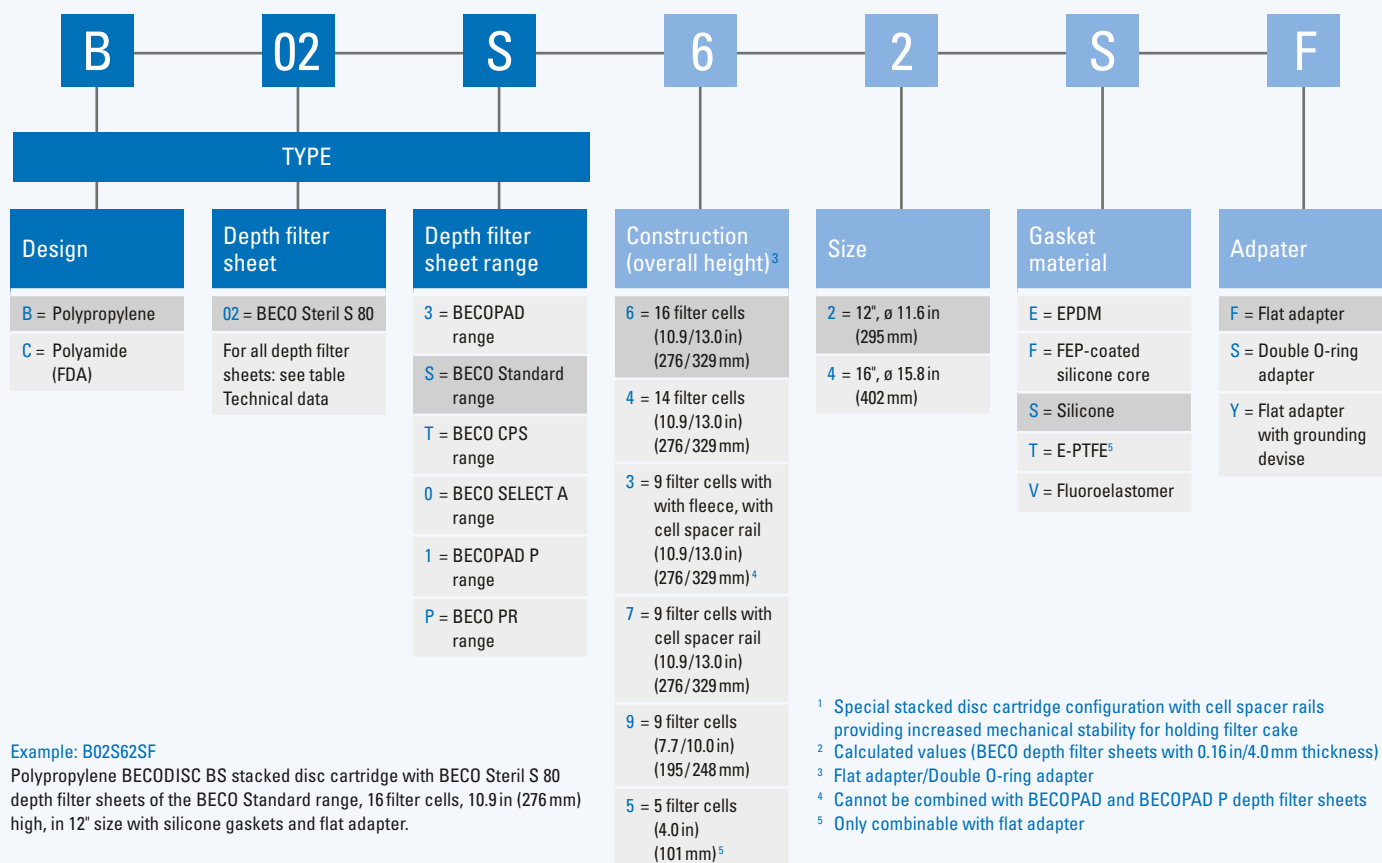 B
02
S
6
2
S
F
TYPE
Design
B = Polypropylene
C = Polyamide
(FDA)
Depth filter
sheet
02 = BECO Steril S 80
For all depth filter
sheets: see table
Technical data
Depth filter
sheet range
3 = BECOPAD
range
S = BECO Standard
range
T = BECO CPS
range
0 = BECO SELECT A
range
1 = BECOPAD P
range
P = BECO PR
range
Construction
(overall height)³
6 = 16 filter cells
(10.9/13.0 in)
(276/329 mm)
4 = 14 filter cells
(10.9/13.0 in)
(276/329 mm)
3 = 9 filter cells with
with fleece, with
cell spacer rail
(10.9/13.0 in)
(276/329 mm)⁴
7 = 9 filter cells with
cell spacer rail
(10.9/13.0 in)
(276/329 mm)
9 = 9 filter cells
(7.7/10.0 in)
(195/248 mm)
5 = 5 filter cells
(4.0 in)
(101 mm)⁵
Size
2 = 12", ø 11.6 in
(295 mm)
4 = 16", ø 15.8 in
(402 mm)
Gasket
material
E = EPDM
F = FEP-coated
silicone core
S = Silicone
T = E-PTFE⁵
V = Fluoroelastomer
Adpater
F = Flat adapter
S = Double O-ring
adapter
Y = Flat adapter
with grounding
devise
Example: B02S62SF
Polypropylene BECODISC BS stacked disc cartridge with BECO Steril S 80
depth filter sheets of the BECO Standard range, 16 filter cells, 10.9 in (276 mm)
high, in 12" size with silicone gaskets and flat adapter.
¹ Special stacked disc cartridge configuration with cell spacer rails
providing increased mechanical stability for holding filter cake
² Calculated values (BECO depth filter sheets with 0.16 in/4.0 mm thickness)
³ Flat adapter/Double O-ring adapter
⁴ Cannot be combined with BECOPAD and BECOPAD P depth filter sheets
⁵ Only combinable with flat adapter